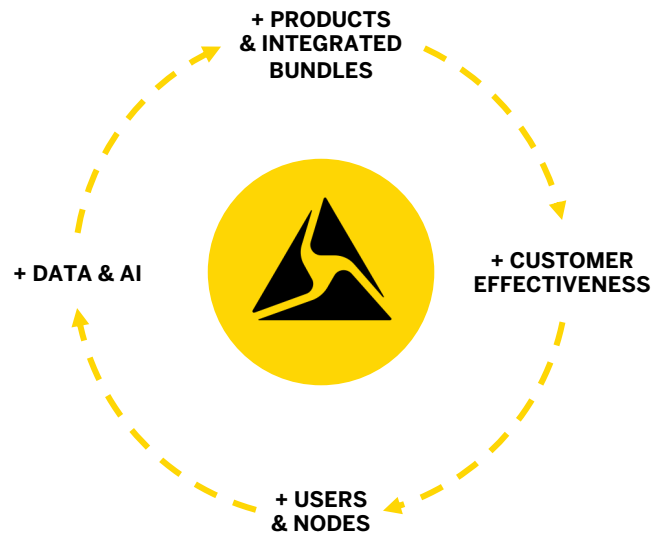 + PRODUCTS
& INTEGRATED
BUNDLES
+ CUSTOMER
EFFECTIVENESS
+ USERS
& NODES
+ DATA & AI